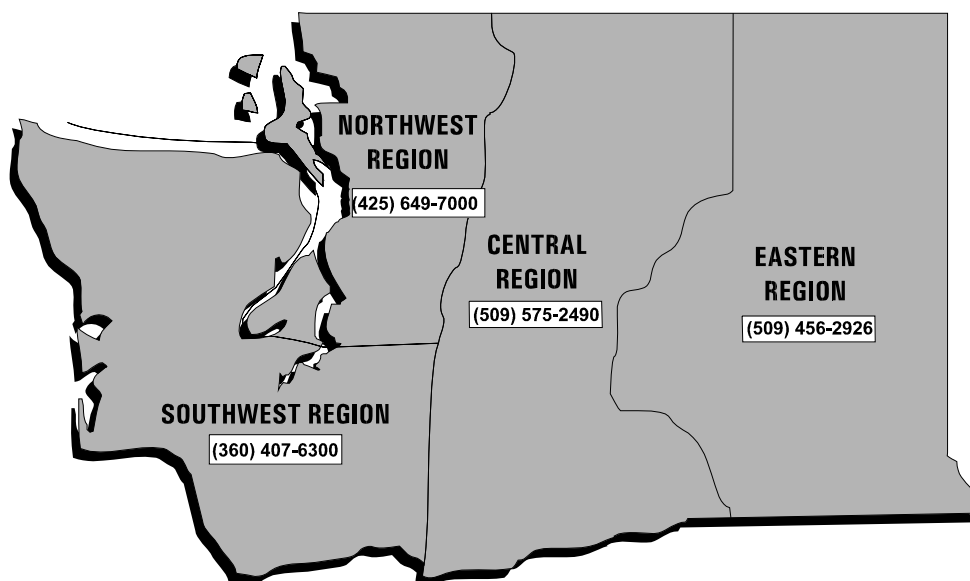 NORTHWEST
REGION
(425) 649-7000
CENTRAL
REGION
(509) 575-2490
EASTERN
REGION
(509) 456-2926
SOUTHWEST REGION
(360) 407-6300